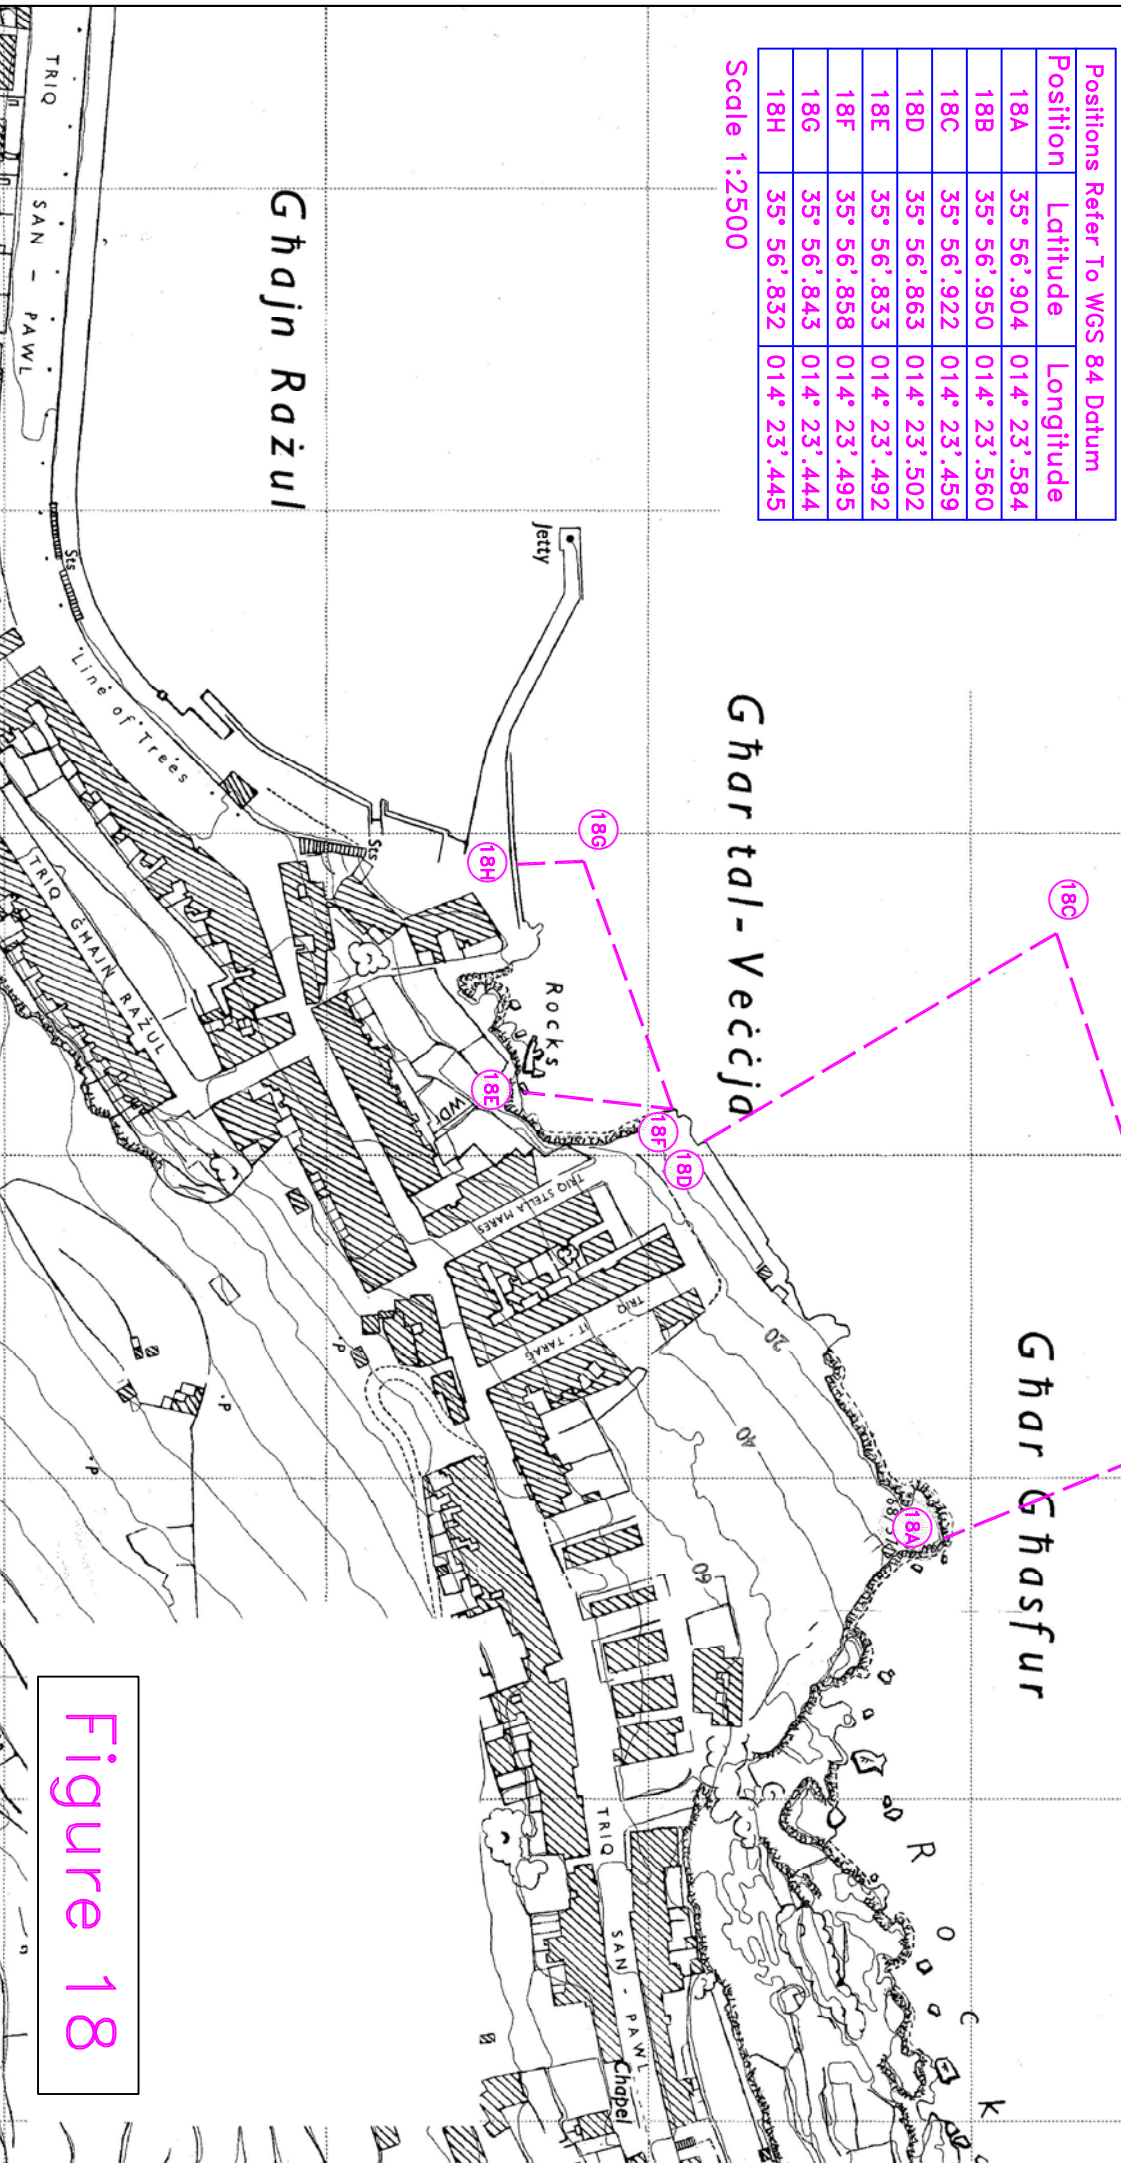 Positions Refer To WGS 84 Datum
Position Latitude Longitude
18A 35° 56'.904 014° 23'.584
18B 35° 56'.950 014° 23'.560
18C 35° 56'.922 014° 23'.459
18D 35° 56'.863 014° 23'.502
18E 35° 56'.833 014° 23'.492
18F 35° 56'.858 014° 23'.495
18G 35° 56'.843 014° 23'.444
18H 35° 56'.832 014° 23'.445
Scale 1:2500
18C
Għar Għasfur
18A
R O C K
Għar tal-Veċċja
18G
18D
18F
20
40
60
Jetty
Rocks
18H
18E
WDT
TRIQ STELLA MARES
TRIQ IT - TARAĠ
TRIQ SAN - PAWL
Chapel
Għajn Rażul
Sts
Sts
Line of Trees
TRIQ GĦAJN RAŻUL
P
P
P
TRIQ SAN - PAWL
Figure 18